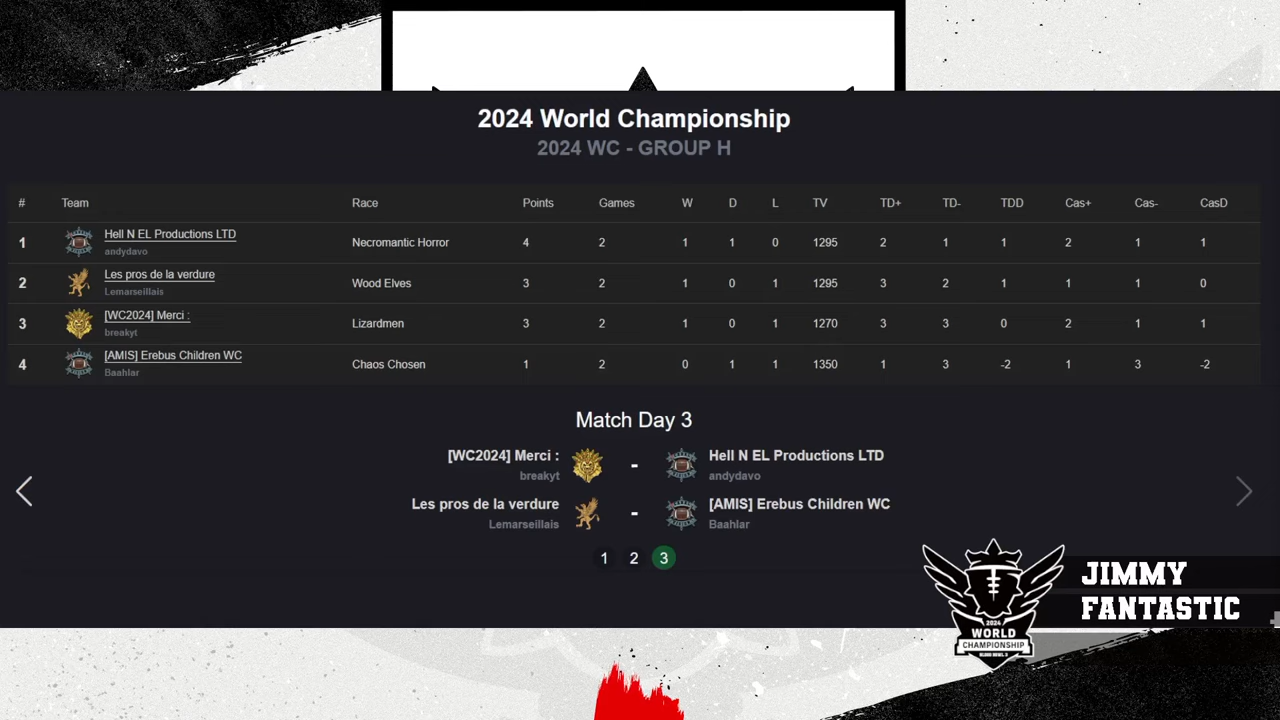 2024 World Championship
2024 WC - GROUP H
# Team Race Points Games W D L TV TD+ TD- TDD Cas+ Cas- CasD
1 Hell N EL Productions LTD Necromantic Horror 4 2 1 1 0 1295 2 1 1 2 1 1
andydavo
2 Les pros de la verdure Wood Elves 3 2 1 0 1 1295 3 2 1 1 1 0
Lemarseillais
3 [WC2024] Merci : Lizardmen 3 2 1 0 1 1270 3 3 0 2 1 1
breakyt
4 [AMIS] Erebus Children WC Chaos Chosen 1 2 0 1 1 1350 1 3 -2 1 3 -2
Baahlar
Match Day 3
[WC2024] Merci : - Hell N EL Productions LTD
breakyt andydavo
Les pros de la verdure - [AMIS] Erebus Children WC
Lemarseillais Baahlar
1 2 3
JIMMY
FANTASTIC
2024
WORLD
CHAMPIONSHIP
BLOOD BOWL 3